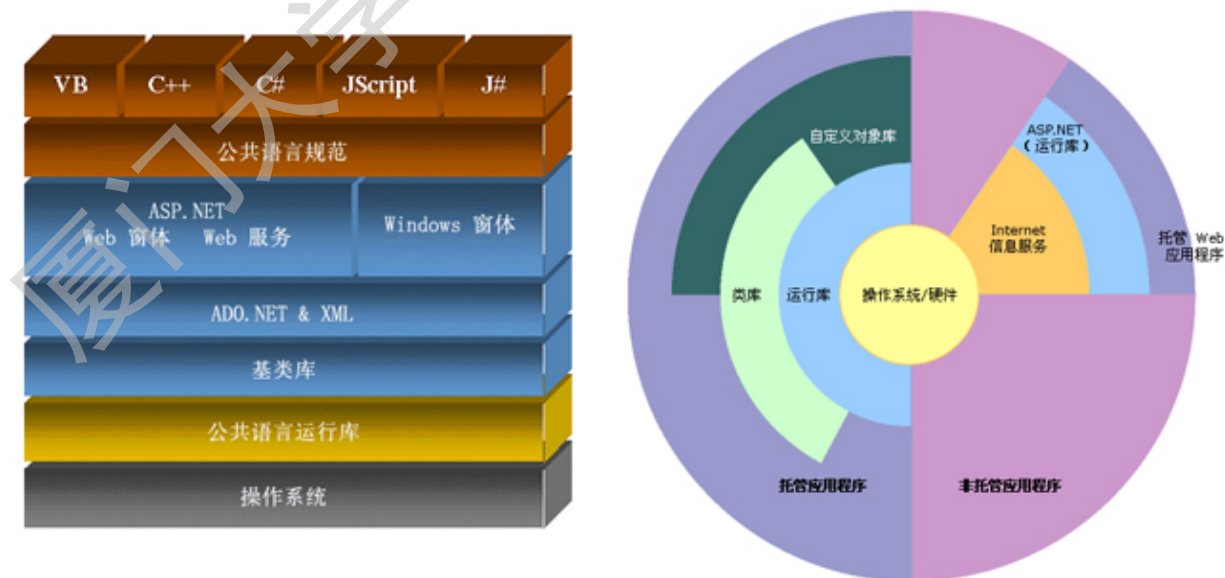 VB C++ C# JScript J#
公共语言规范
ASP.NET
Web 窗体 Web 服务
Windows 窗体
ADO.NET & XML
基类库
公共语言运行库
操作系统
厦门大学
自定义对象库
类库
运行库
操作系统/硬件
ASP.NET
(运行库)
Internet
信息服务
托管 Web
应用程序
托管应用程序
非托管应用程序